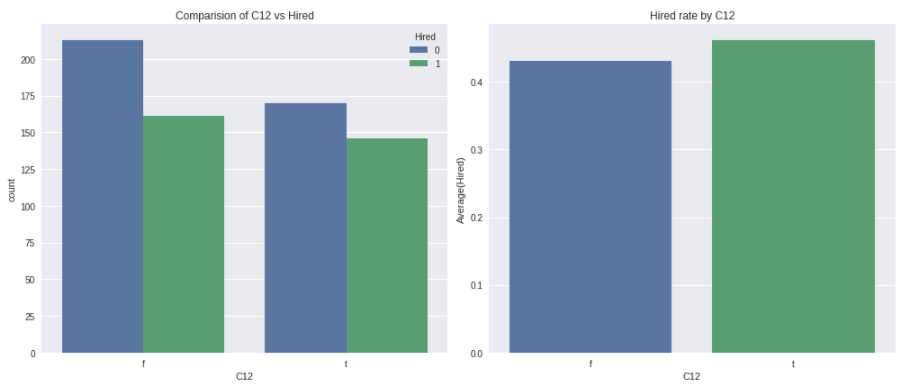 Comparision of C12 vs Hired
Hired
0
1
200
175
150
125
100
75
50
25
0
count
f
t
C12
Hired rate by C12
0.4
0.3
0.2
0.1
0.0
Average(Hired)
f
t
C12